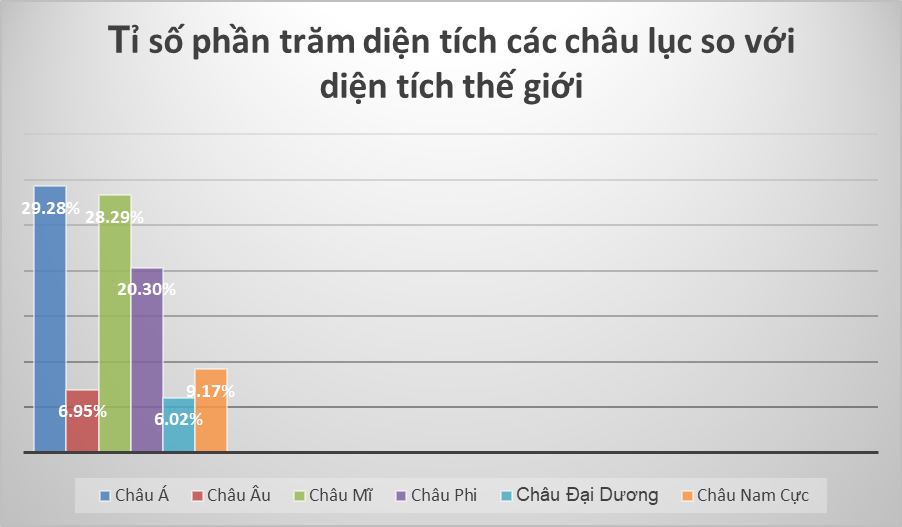 Tỉ số phần trăm diện tích các châu lục so với
diện tích thế giới
29.28%
6.95%
28.29%
20.30%
6.02%
9.17%
Châu Á
Châu Âu
Châu Mĩ
Châu Phi
Châu Đại Dương
Châu Nam Cực